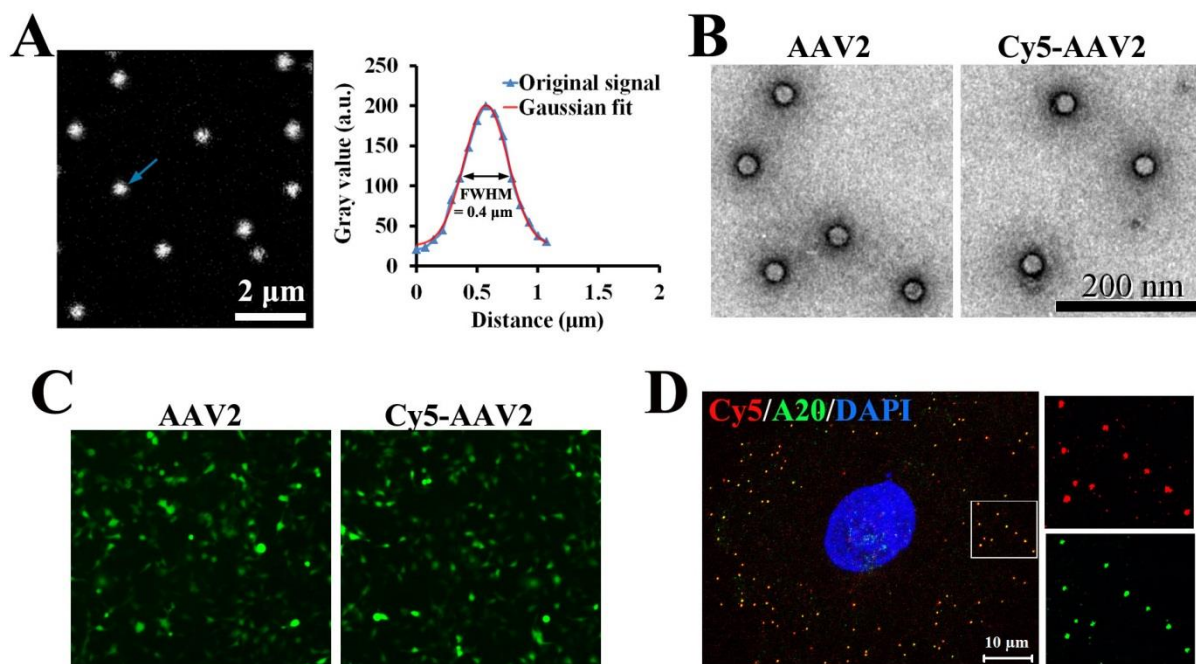 A
2 μm
250
200
150
100
50
0
Gray value (a.u.)
Original signal
Gaussian fit
FWHM
= 0.4 μm
0
0.5
1
1.5
2
Distance (μm)
B
AAV2
Cy5-AAV2
200 nm
C
AAV2
Cy5-AAV2
D
Cy5/A20/DAPI
10 μm